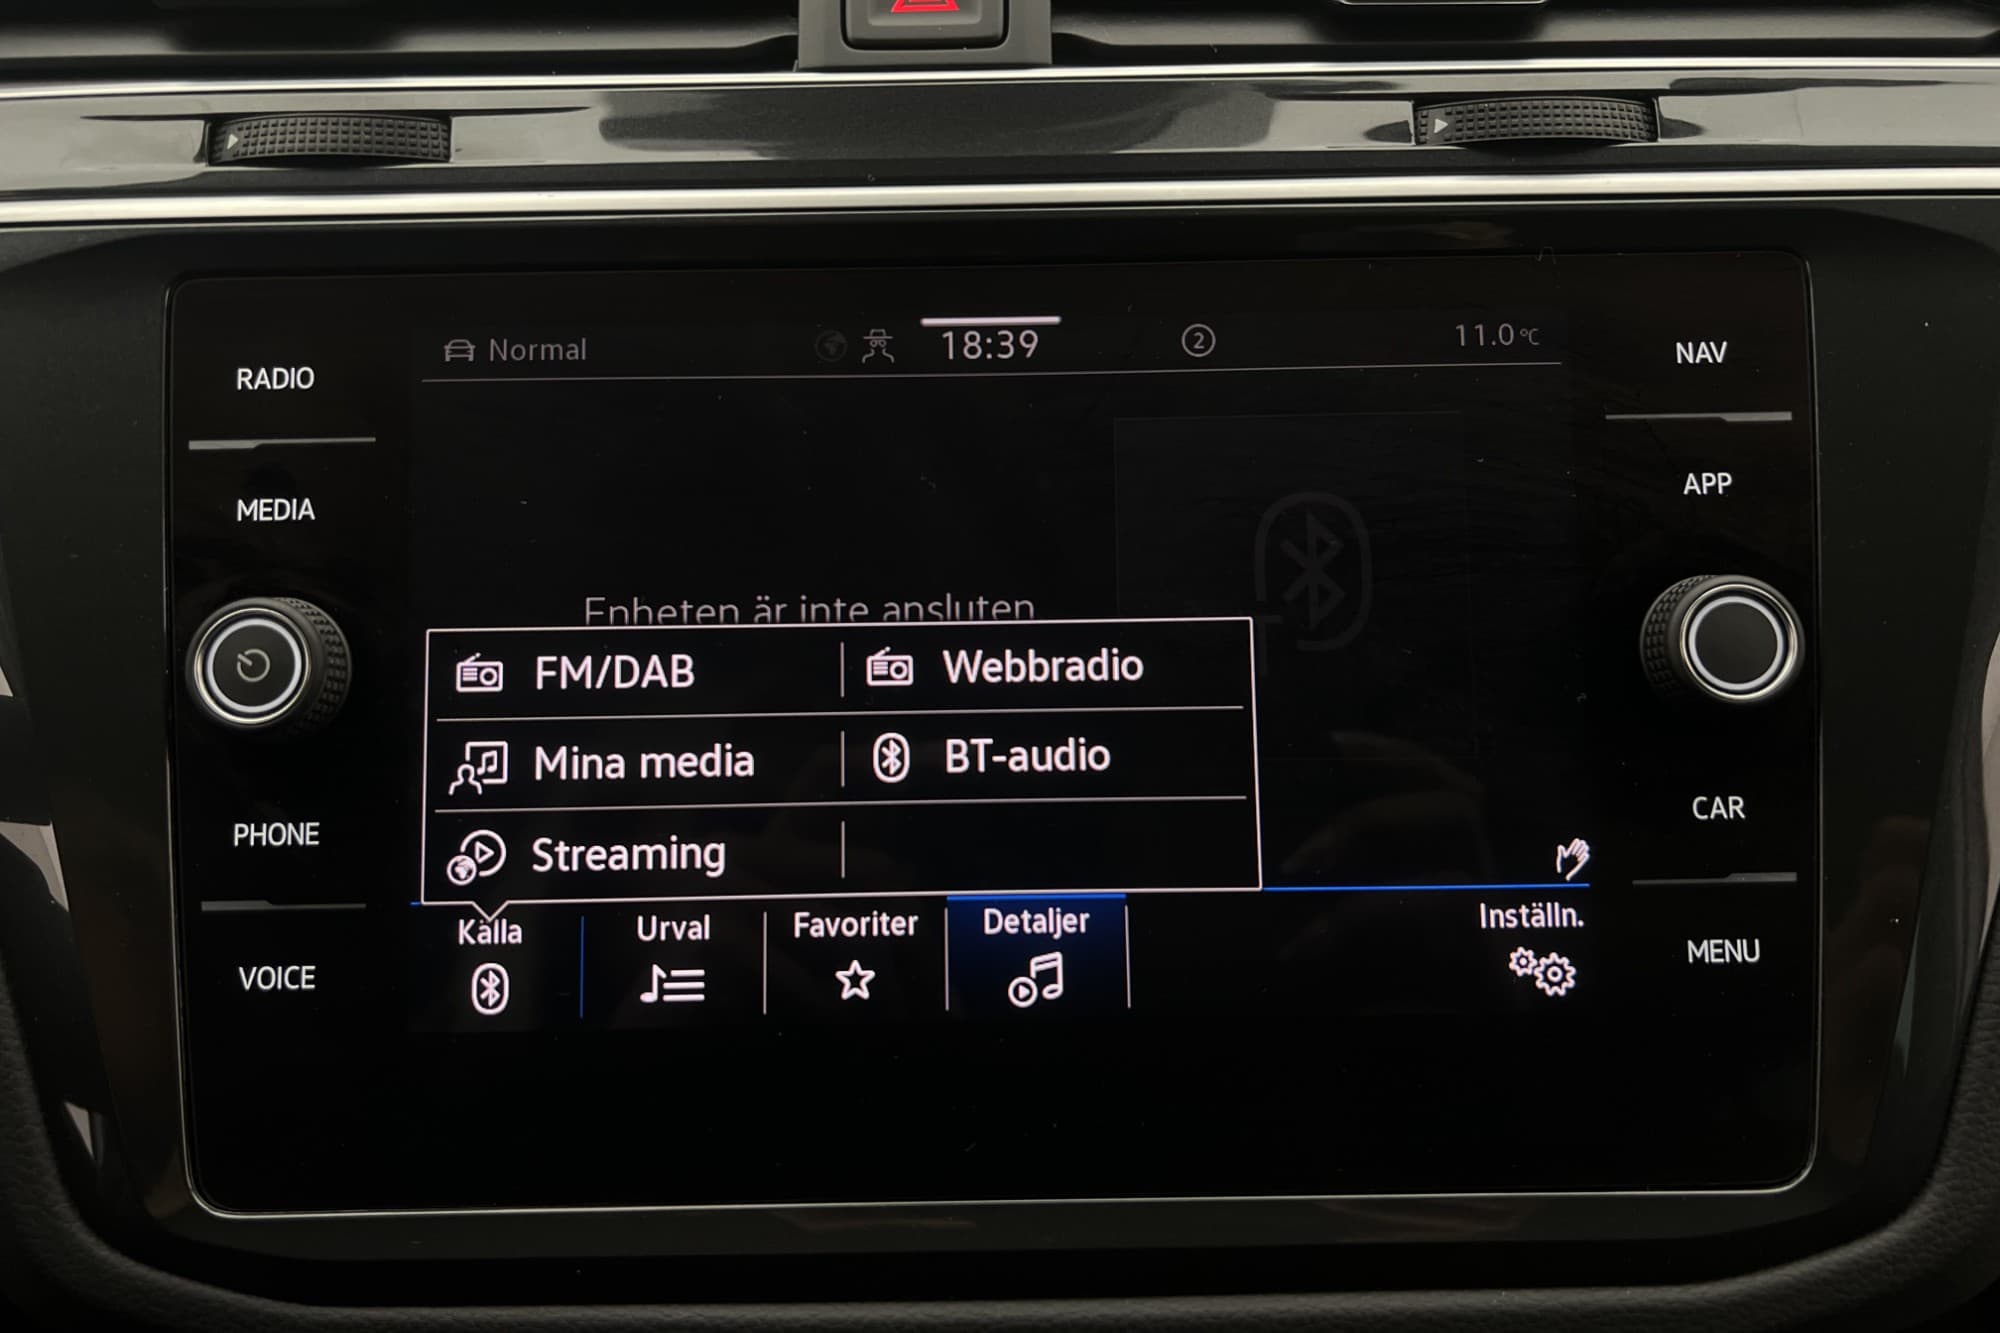 Normal
18:39
2
11.0 °C
RADIO
MEDIA
PHONE
VOICE
NAV
APP
CAR
MENU
Enheten är inte ansluten.
FM/DAB
Webbradio
Mina media
BT-audio
Streaming
Källa
Urval
Favoriter
Detaljer
Inställn.